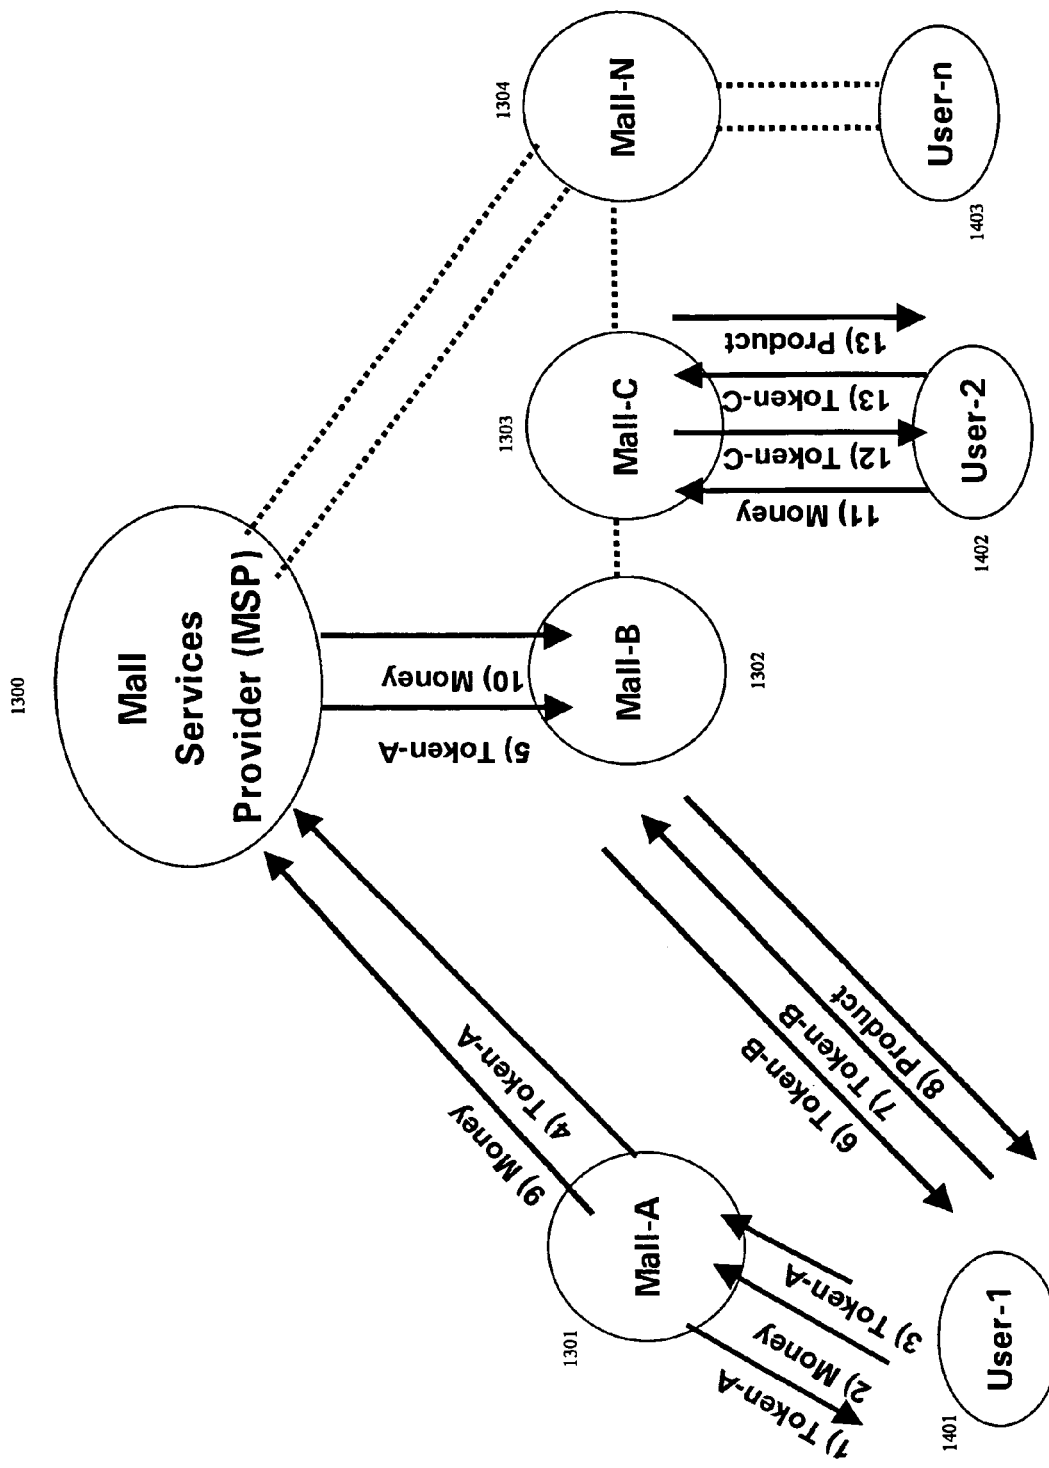 1300
Mall
Services
Provider (MSP)
1304
Mall-N
1303
Mall-C
1302
Mall-B
1301
Mall-A
9) Money
4) Token-A
5) Token-A
10) Money
6) Token-B
7) Token-B
8) Product
1) Token-A
2) Money
3) Token-A
11) Money
12) Token-C
13) Token-C
13) Product
1401
User-1
1402
User-2
1403
User-n